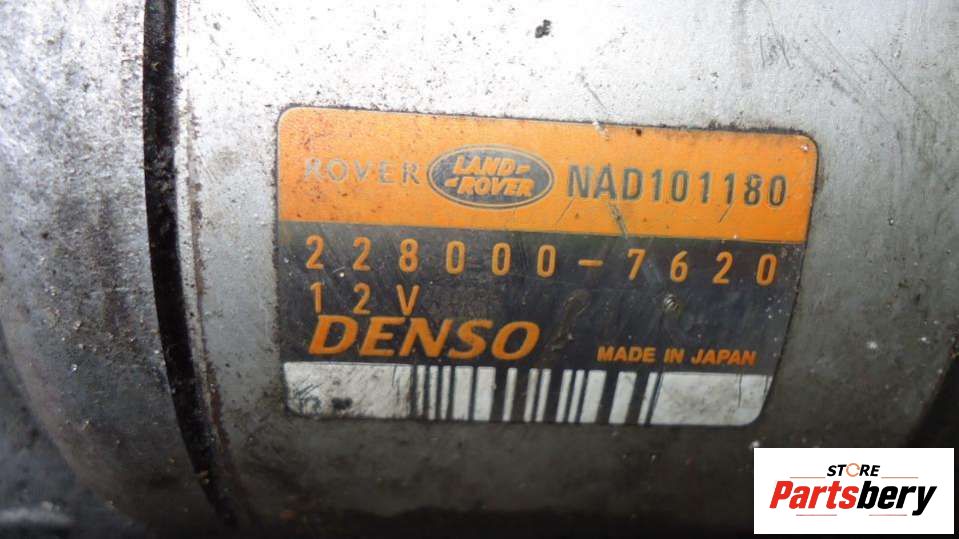 ROVER LAND-ROVER NAD101180
228000-7620
12V
DENSO MADE IN JAPAN
STORE
Partsbery